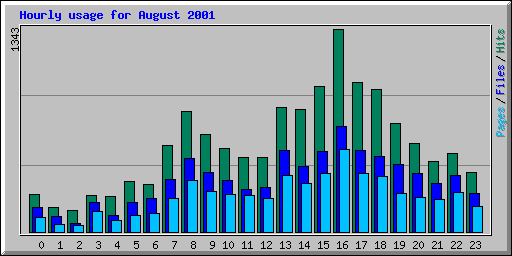 Hourly usage for August 2001
1343
Pages / Files / Hits
0 1 2 3 4 5 6 7 8 9 10 11 12 13 14 15 16 17 18 19 20 21 22 23